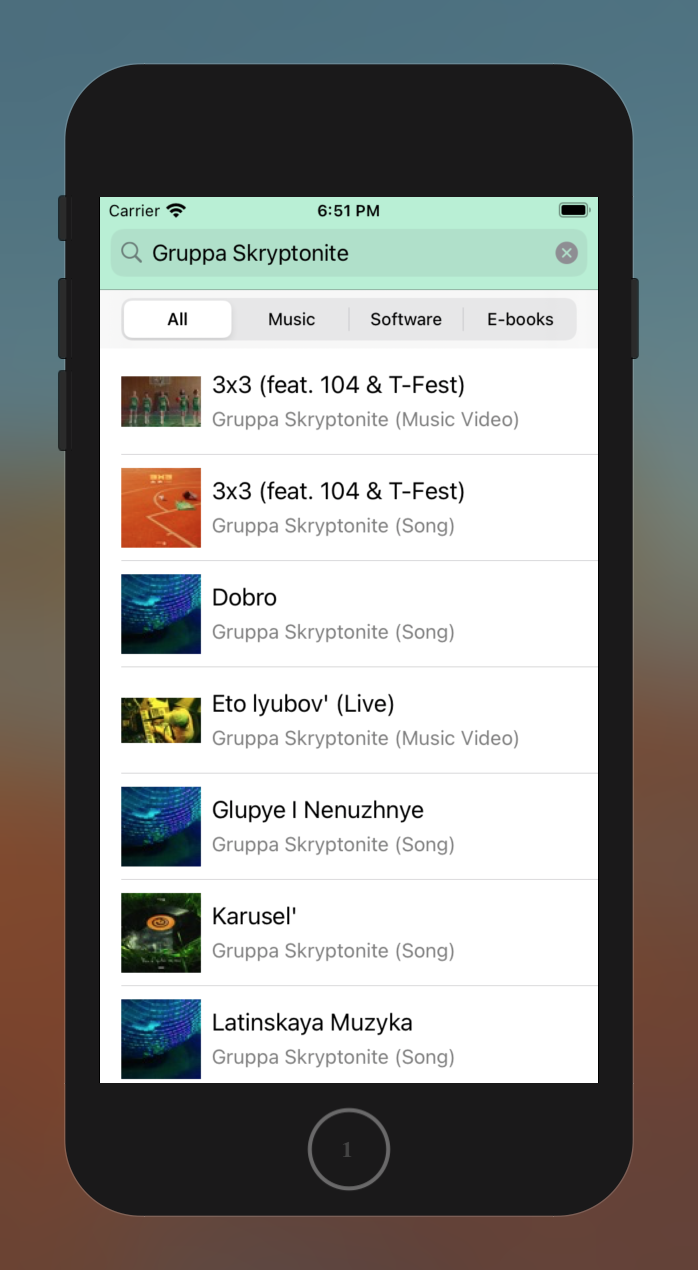 Carrier 6:51 PM
Gruppa Skryptonite
All Music Software E-books
3x3 (feat. 104 & T-Fest)
Gruppa Skryptonite (Music Video)
3x3 (feat. 104 & T-Fest)
Gruppa Skryptonite (Song)
3X3
Dobro
Gruppa Skryptonite (Song)
Eto lyubov' (Live)
Gruppa Skryptonite (Music Video)
Glupye I Nenuzhnye
Gruppa Skryptonite (Song)
Karusel'
Gruppa Skryptonite (Song)
Latinskaya Muzyka
Gruppa Skryptonite (Song)
1